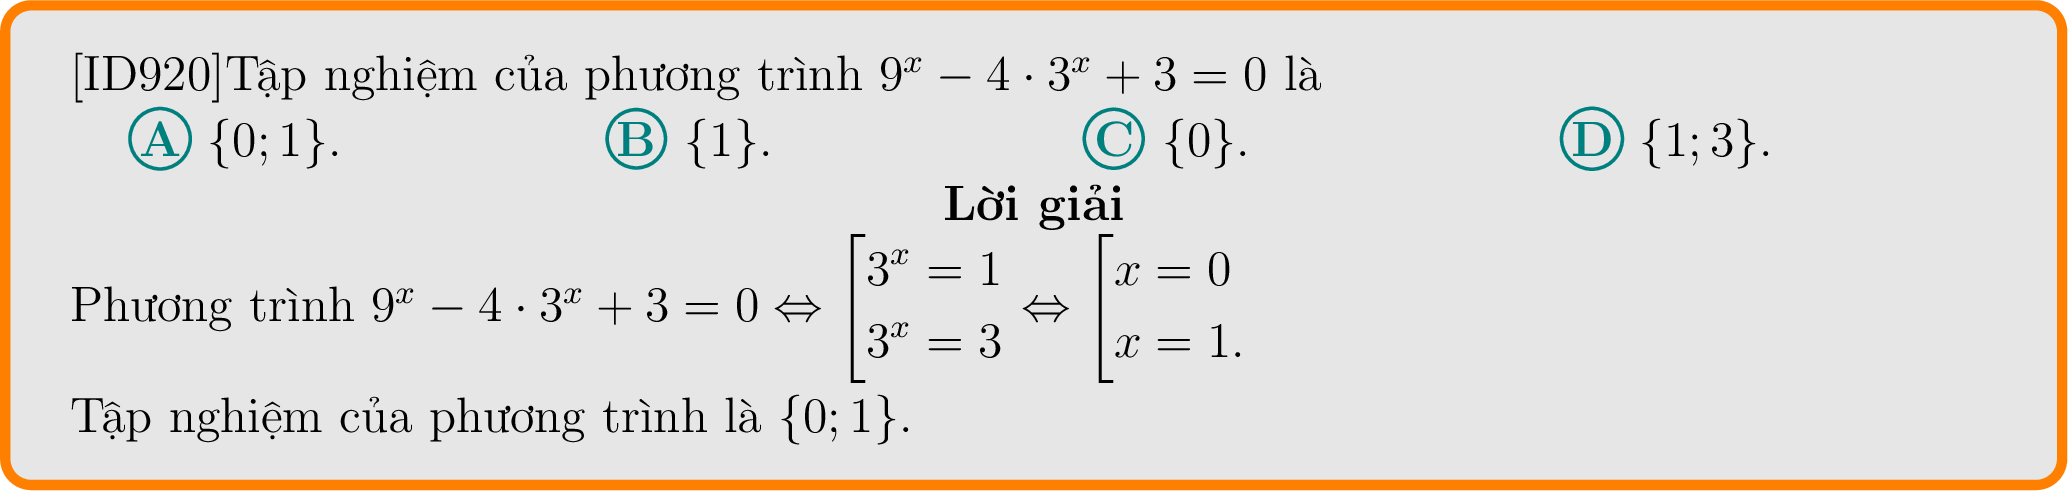 [ID920]Tập nghiệm của phương trình $9^x - 4 \cdot 3^x + 3 = 0$ là
Ⓐ {0; 1}. Ⓑ {1}. Ⓒ {0}. Ⓓ {1; 3}.
Lời giải
Phương trình $9^x - 4 \cdot 3^x + 3 = 0 \Leftrightarrow \left[\begin{array}{l} 3^x = 1 \\ 3^x = 3 \end{array}\right. \Leftrightarrow \left[\begin{array}{l} x = 0 \\ x = 1. \end{array}\right.$
Tập nghiệm của phương trình là {0; 1}.